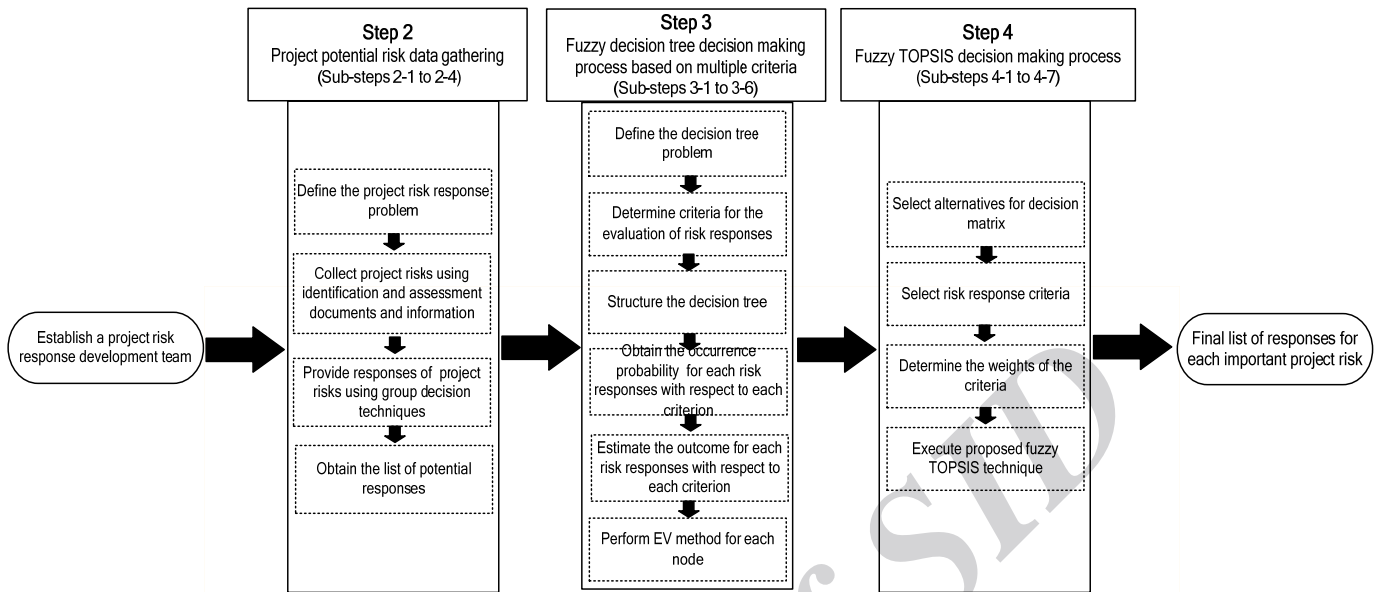 Establish a project risk
response development team
Step 2
Project potential risk data gathering
(Sub-steps 2-1 to 2-4)
Define the project risk response
problem
Collect project risks using
identification and assessment
documents and information
Provide responses of project
risks using group decision
techniques
Obtain the list of potential
responses
Step 3
Fuzzy decision tree decision making
process based on multiple criteria
(Sub-steps 3-1 to 3-6)
Define the decision tree
problem
Determine criteria for the
evaluation of risk responses
Structure the decision tree
Obtain the occurrence
probability for each risk
responses with respect to each
criterion
Estimate the outcome for each
risk responses with respect to
each criterion
Perform EV method for each
node
Step 4
Fuzzy TOPSIS decision making process
(Sub-steps 4-1 to 4-7)
Select alternatives for decision
matrix
Select risk response criteria
Determine the weights of the
criteria
Execute proposed fuzzy
TOPSIS technique
Final list of responses for
each important project risk
SID